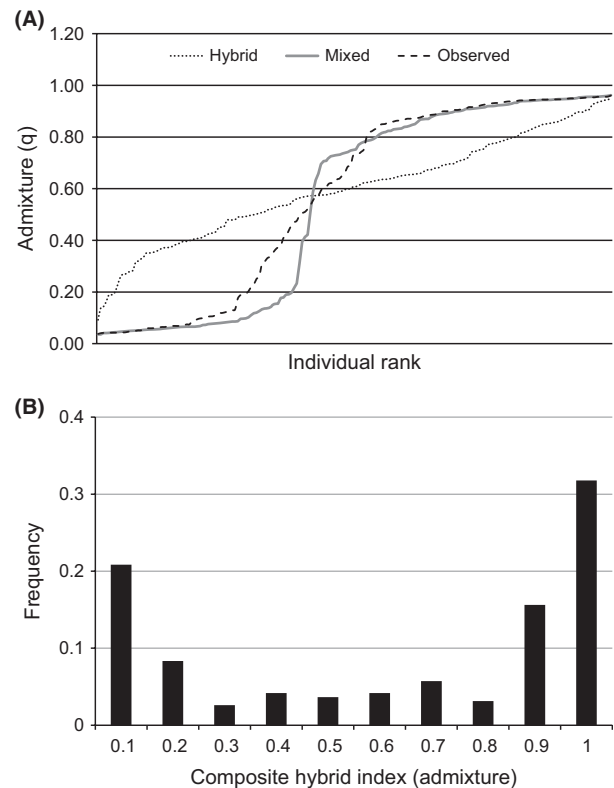 (A)
1.20
Hybrid Mixed Observed
1.00
0.80
0.60
0.40
0.20
0.00
Admixture (q)
Individual rank
(B)
0.4
0.3
0.2
0.1
0
Frequency
0.1 0.2 0.3 0.4 0.5 0.6 0.7 0.8 0.9 1
Composite hybrid index (admixture)